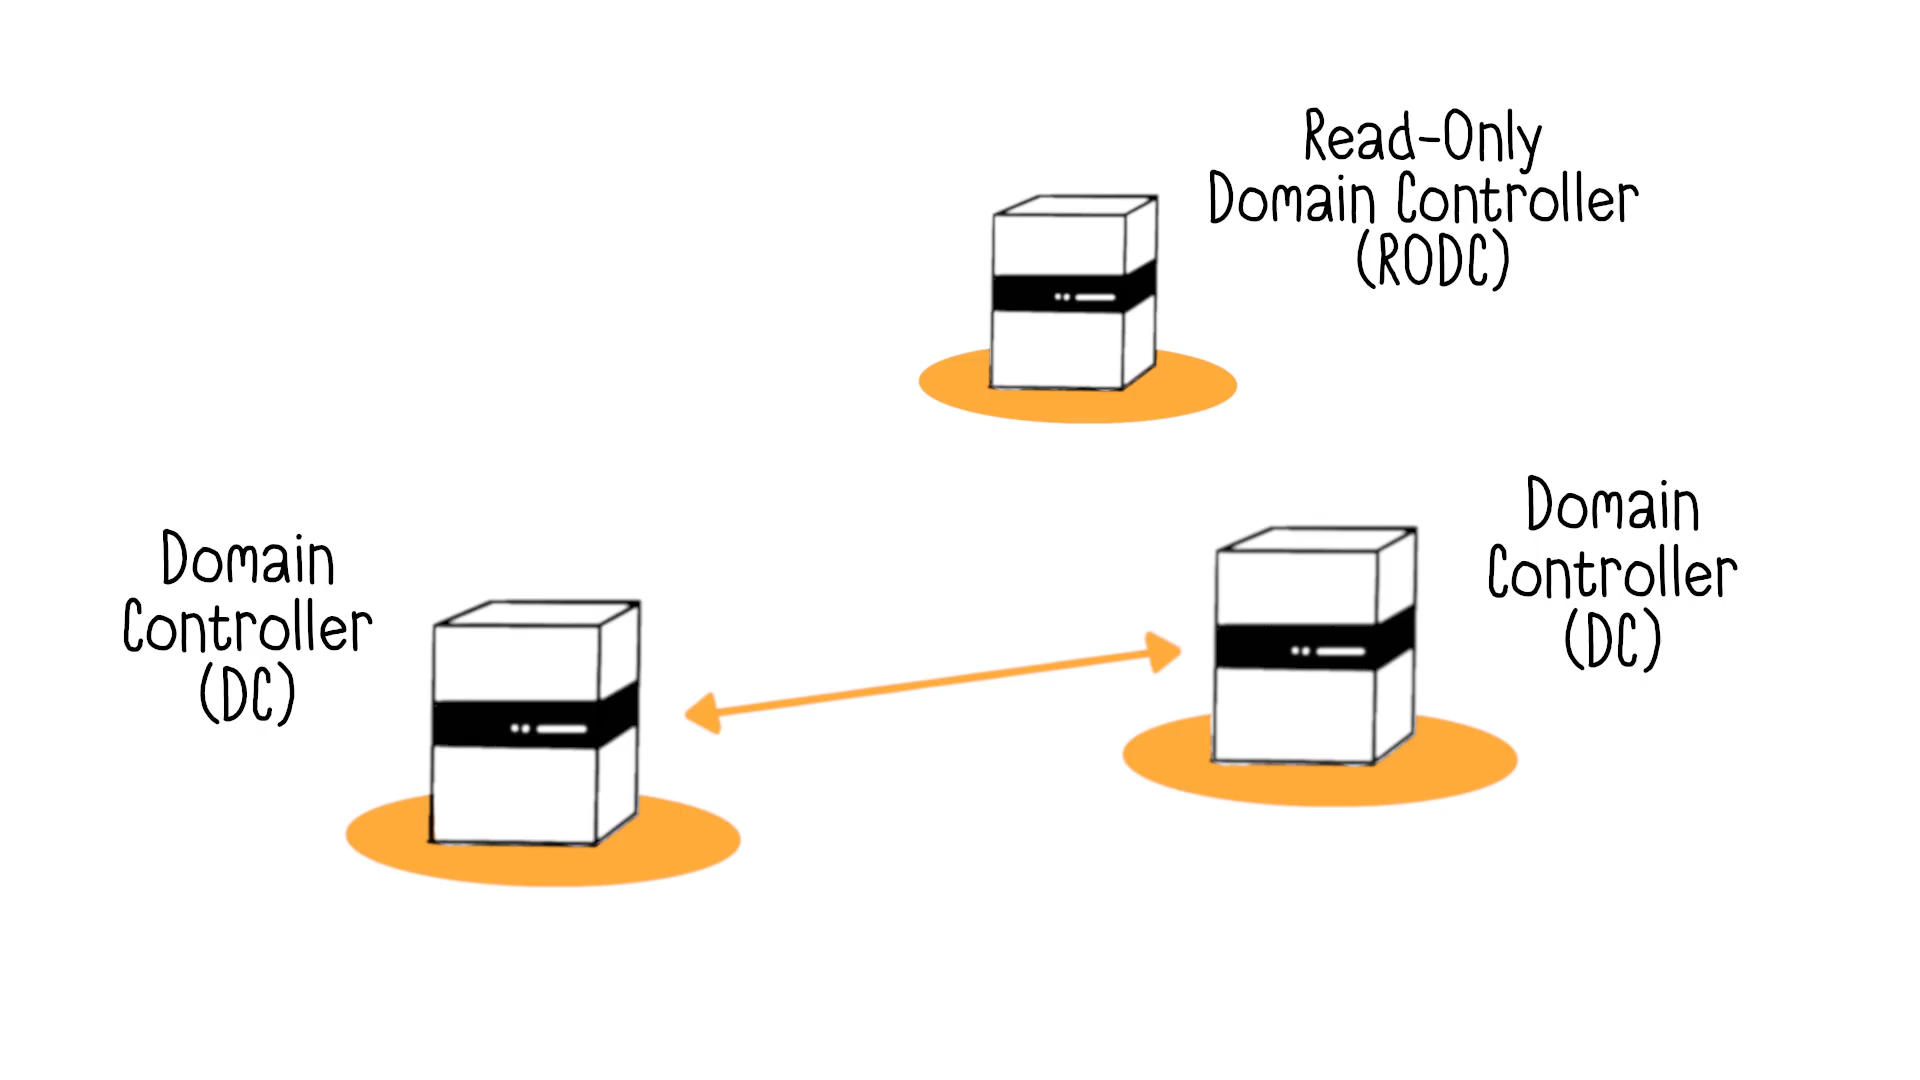 Read-Only
Domain Controller
(RODC)
Domain
Controller
(DC)
Domain
Controller
(DC)